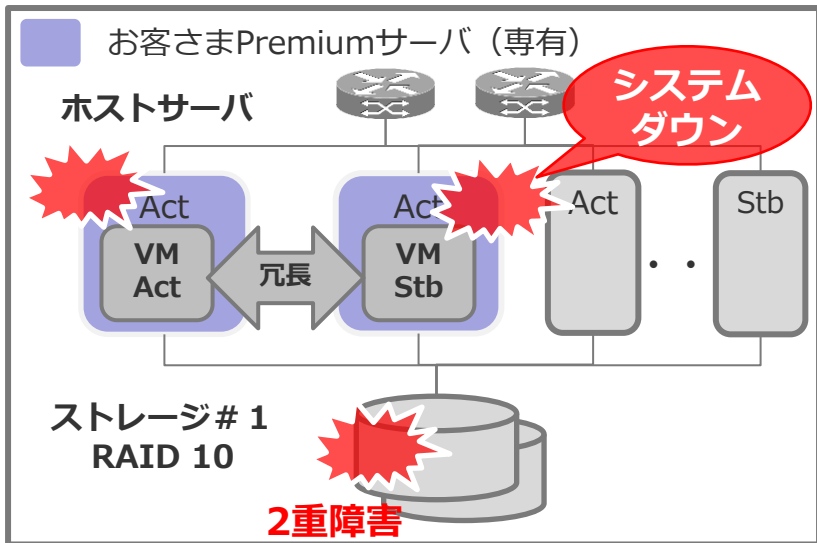 お客さまPremiumサーバ（専有）
ホストサーバ
システム
ダウン
Act
Act
Act
Stb
VM
Act
冗長
VM
Stb
・・
ストレージ＃１
RAID 10
2重障害